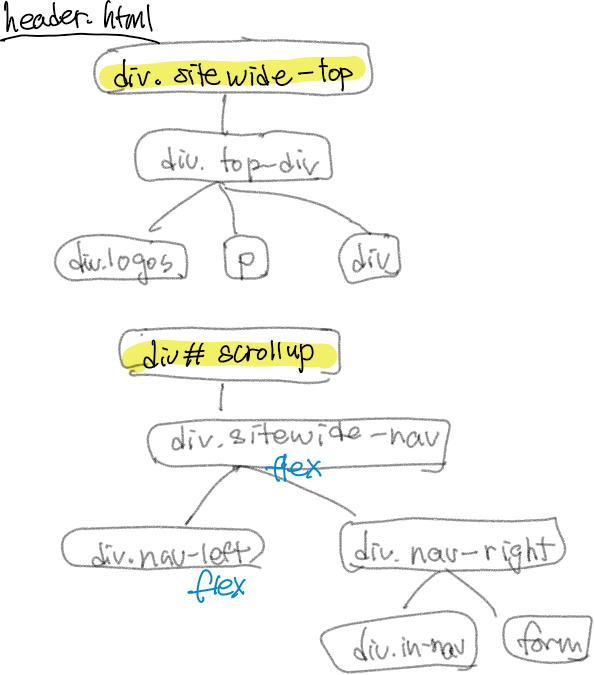 header.html
div.sitewide-top
div.top-div
div.logos
p
div
div# scrollup
div.sitewide-nav
flex
div.nav-left
flex
div.nav-right
div.in-nav
form